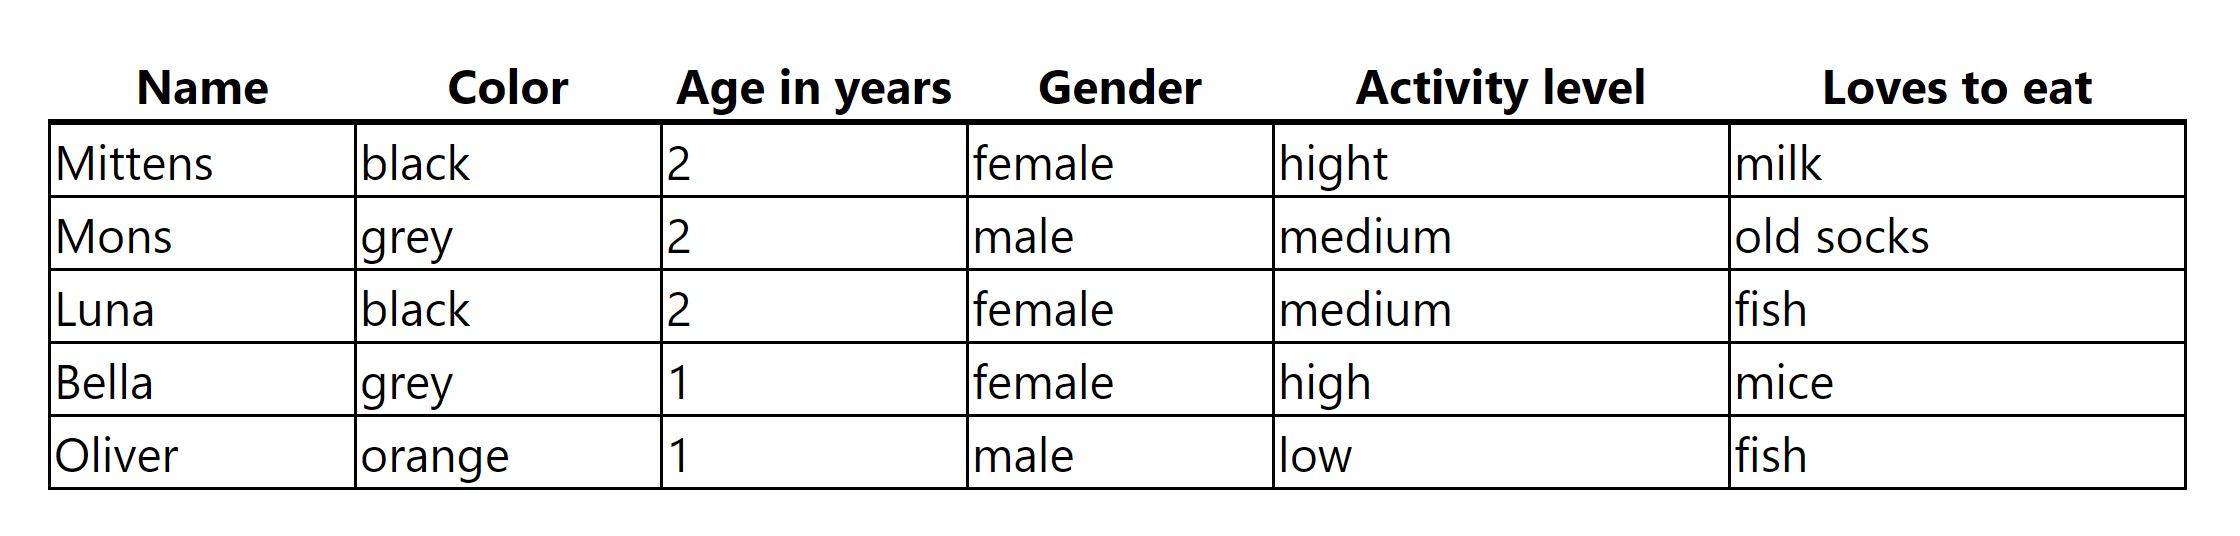 Name Color Age in years Gender Activity level Loves to eat
Mittens black 2 female hight milk
Mons grey 2 male medium old socks
Luna black 2 female medium fish
Bella grey 1 female high mice
Oliver orange 1 male low fish